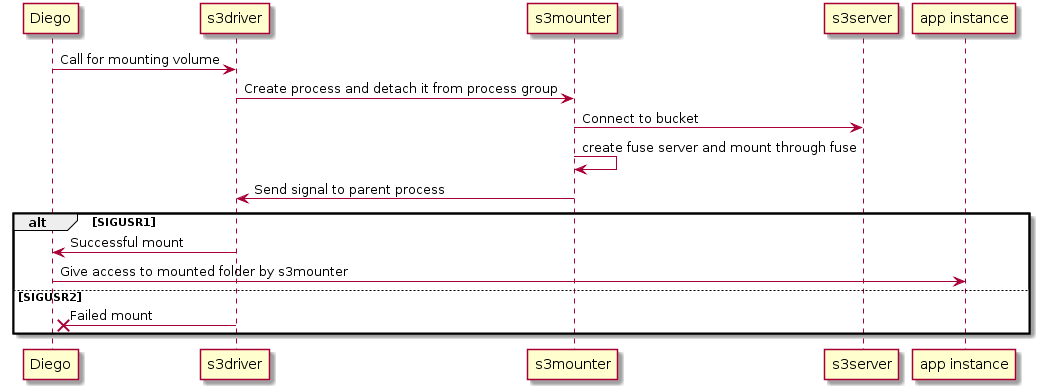 Diego s3driver s3mounter s3server app instance
Call for mounting volume
Create process and detach it from process group
Connect to bucket
create fuse server and mount through fuse
Send signal to parent process
alt [SIGUSR1]
Successful mount
Give access to mounted folder by s3mounter
[SIGUSR2]
Failed mount
Diego s3driver s3mounter s3server app instance